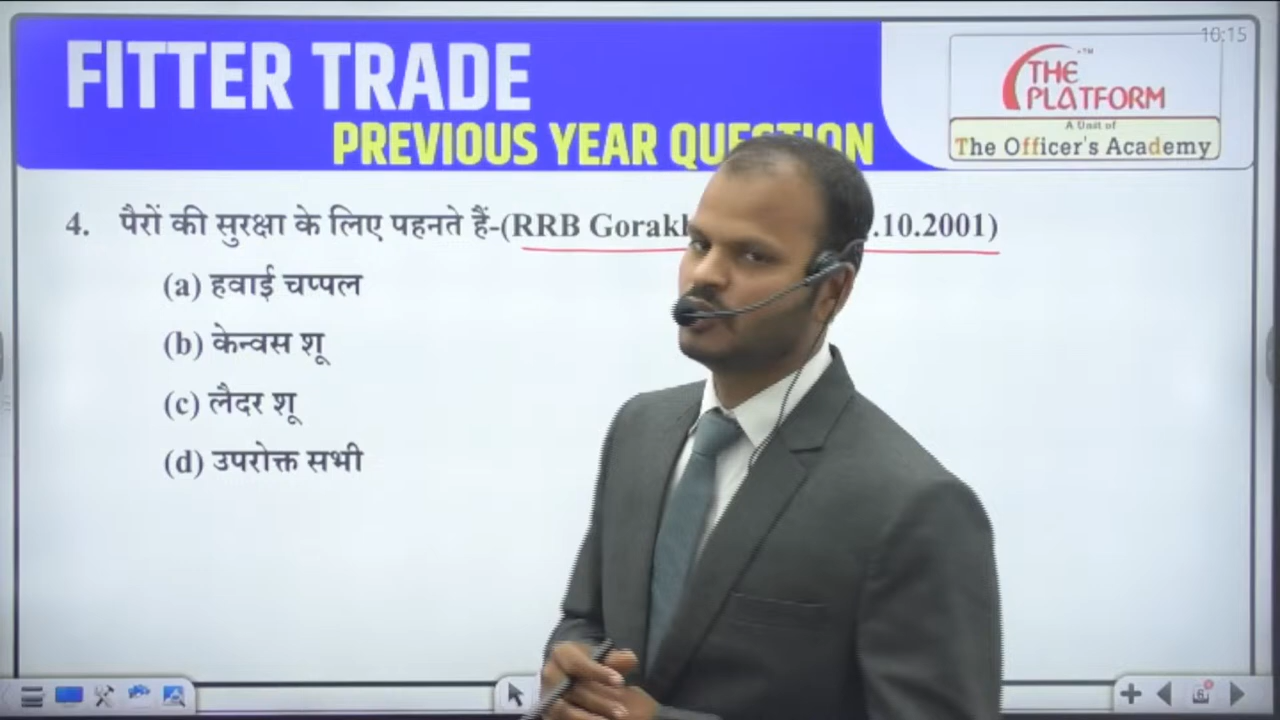 10:15
FITTER TRADE
PREVIOUS YEAR QUESTION
THE
PLATFORM
A Unit of
The Officer's Academy
4. पैरों की सुरक्षा के लिए पहनते हैं-(RRB .10.2001)
(a) हवाई चप्पल
(b) केन्वस शू
(c) लैदर शू
(d) उपरोक्त सभी